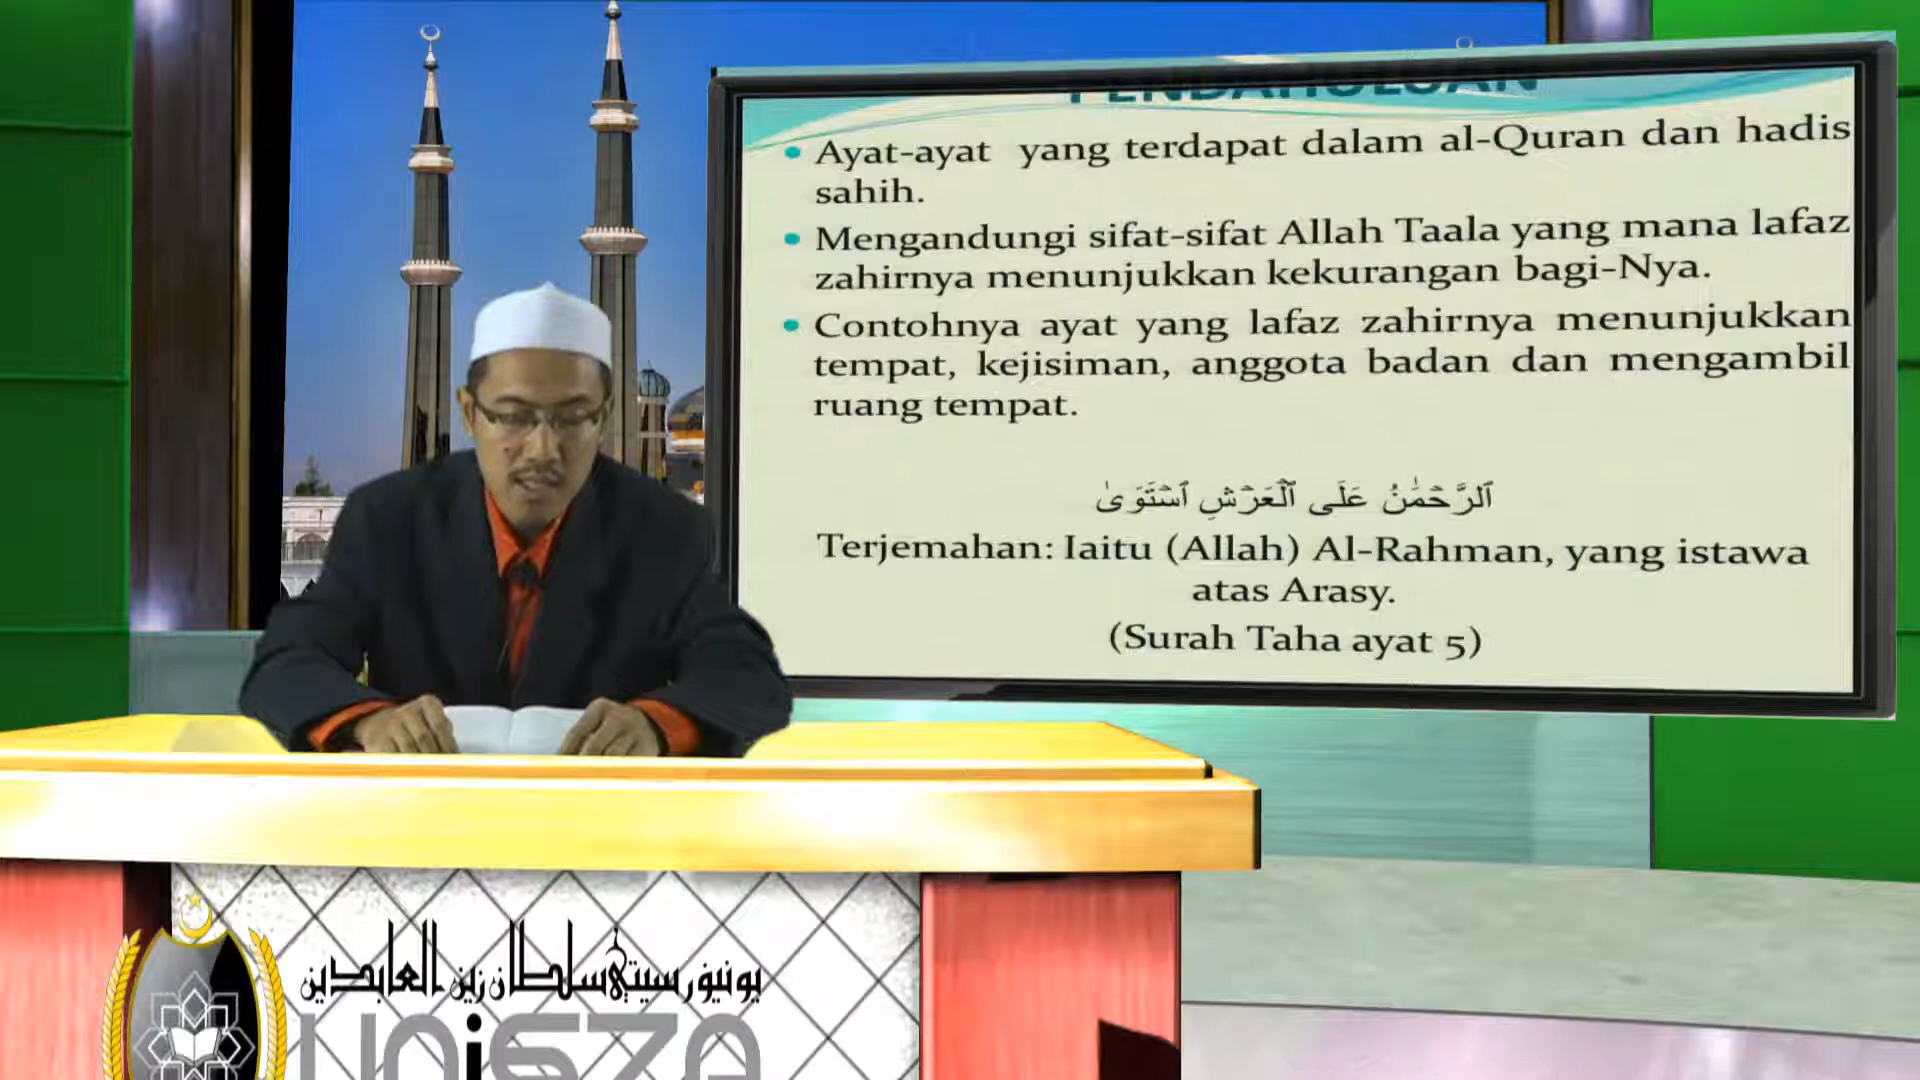 PENDAHULUAN
• Ayat-ayat yang terdapat dalam al-Quran dan hadis
sahih.
• Mengandungi sifat-sifat Allah Taala yang mana lafaz
zahirnya menunjukkan kekurangan bagi-Nya.
• Contohnya ayat yang lafaz zahirnya menunjukkan
tempat, kejisiman, anggota badan dan mengambil
ruang tempat.
ٱلرَّحۡمَٰنُ عَلَى ٱلۡعَرۡشِ ٱسۡتَوَىٰ
Terjemahan: Iaitu (Allah) Al-Rahman, yang istawa
atas Arasy.
(Surah Taha ayat 5)
يونيۏرسيتي سلطان زين العابدين
UniSZA